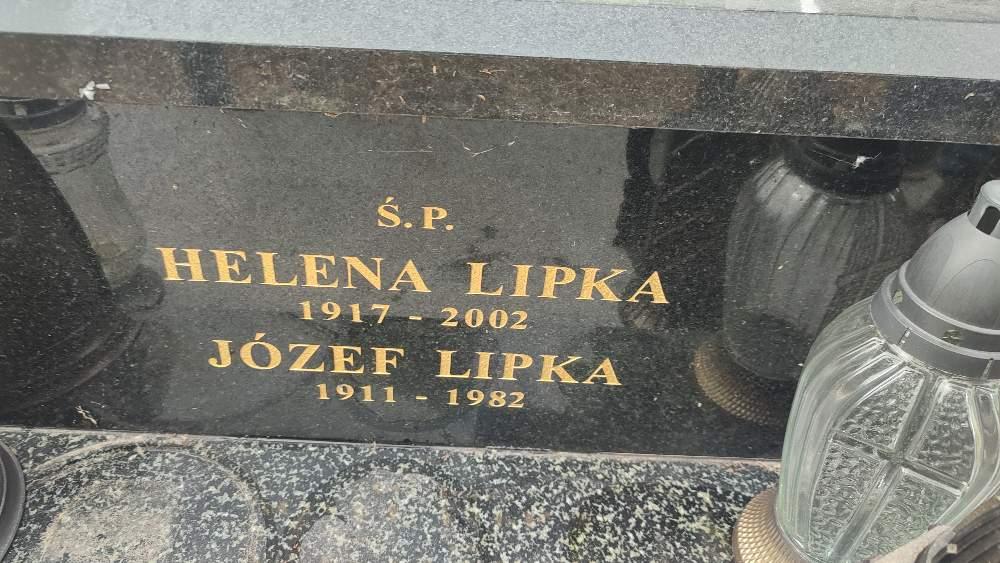 Ś.P.
HELENA LIPKA
1917 - 2002
JÓZEF LIPKA
1911 - 1982